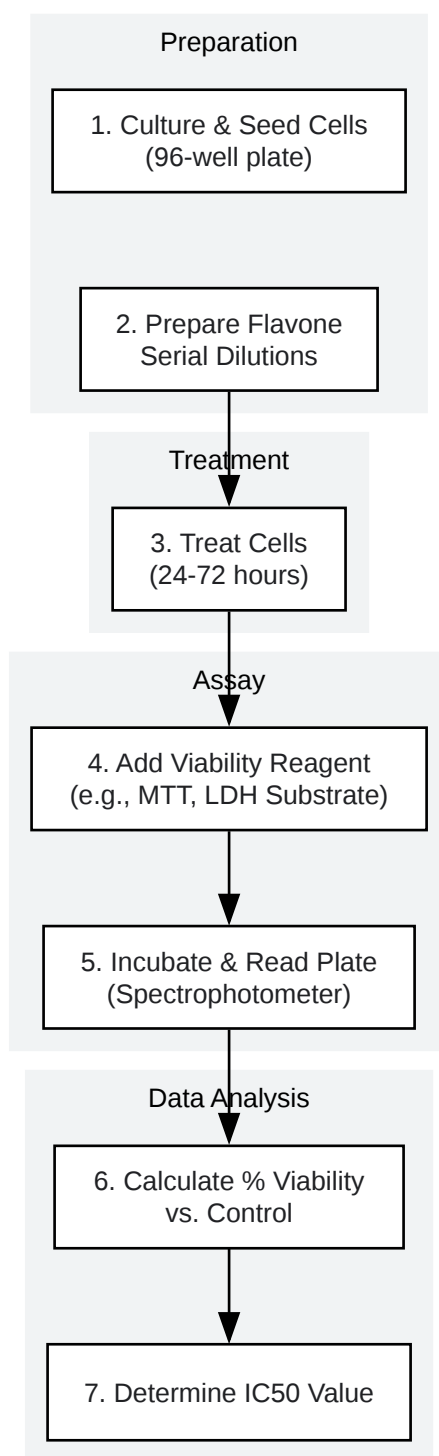 Preparation
1. Culture & Seed Cells
(96-well plate)
2. Prepare Flavone
Serial Dilutions
Treatment
3. Treat Cells
(24-72 hours)
Assay
4. Add Viability Reagent
(e.g., MTT, LDH Substrate)
5. Incubate & Read Plate
(Spectrophotometer)
Data Analysis
6. Calculate % Viability
vs. Control
7. Determine IC50 Value